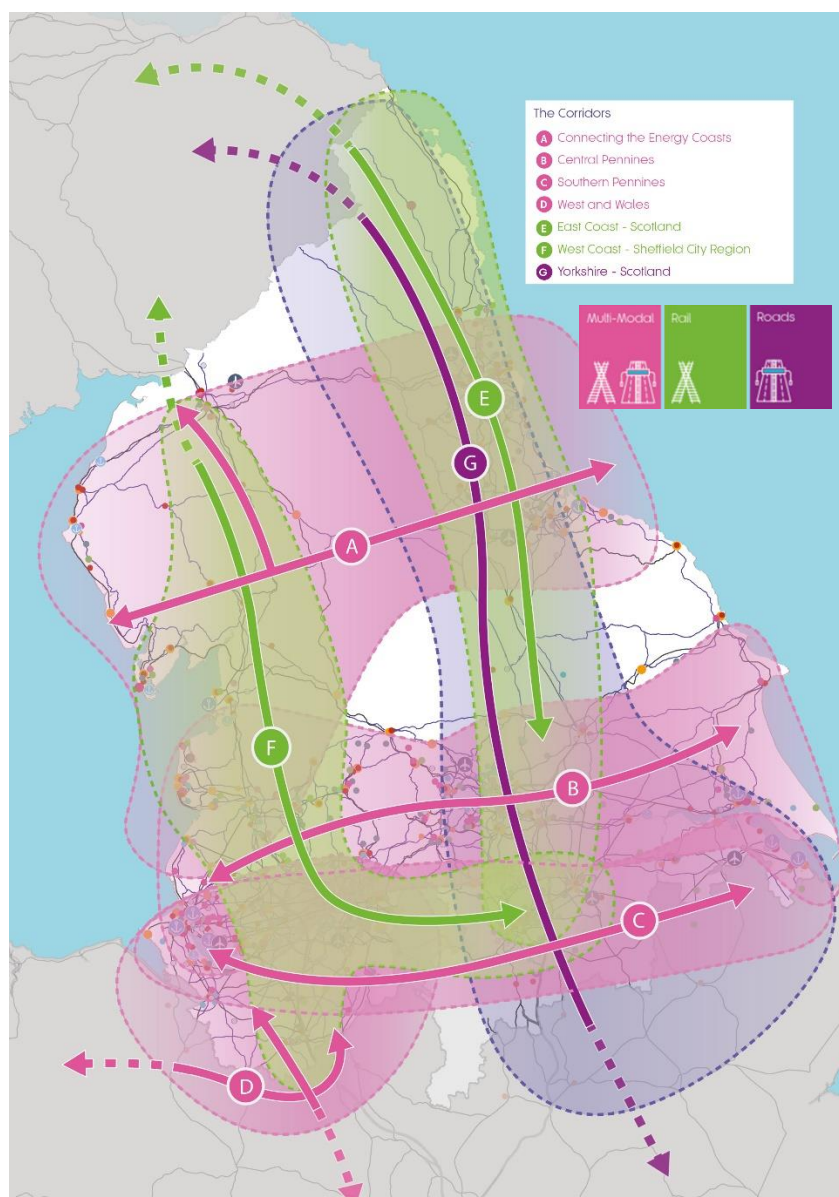 The Corridors
A Connecting the Energy Coasts
B Central Pennines
C Southern Pennines
D West and Wales
E East Coast - Scotland
F West Coast - Sheffield City Region
G Yorkshire - Scotland
Multi-Modal
Rail
Roads
E
G
A
F
B
C
D